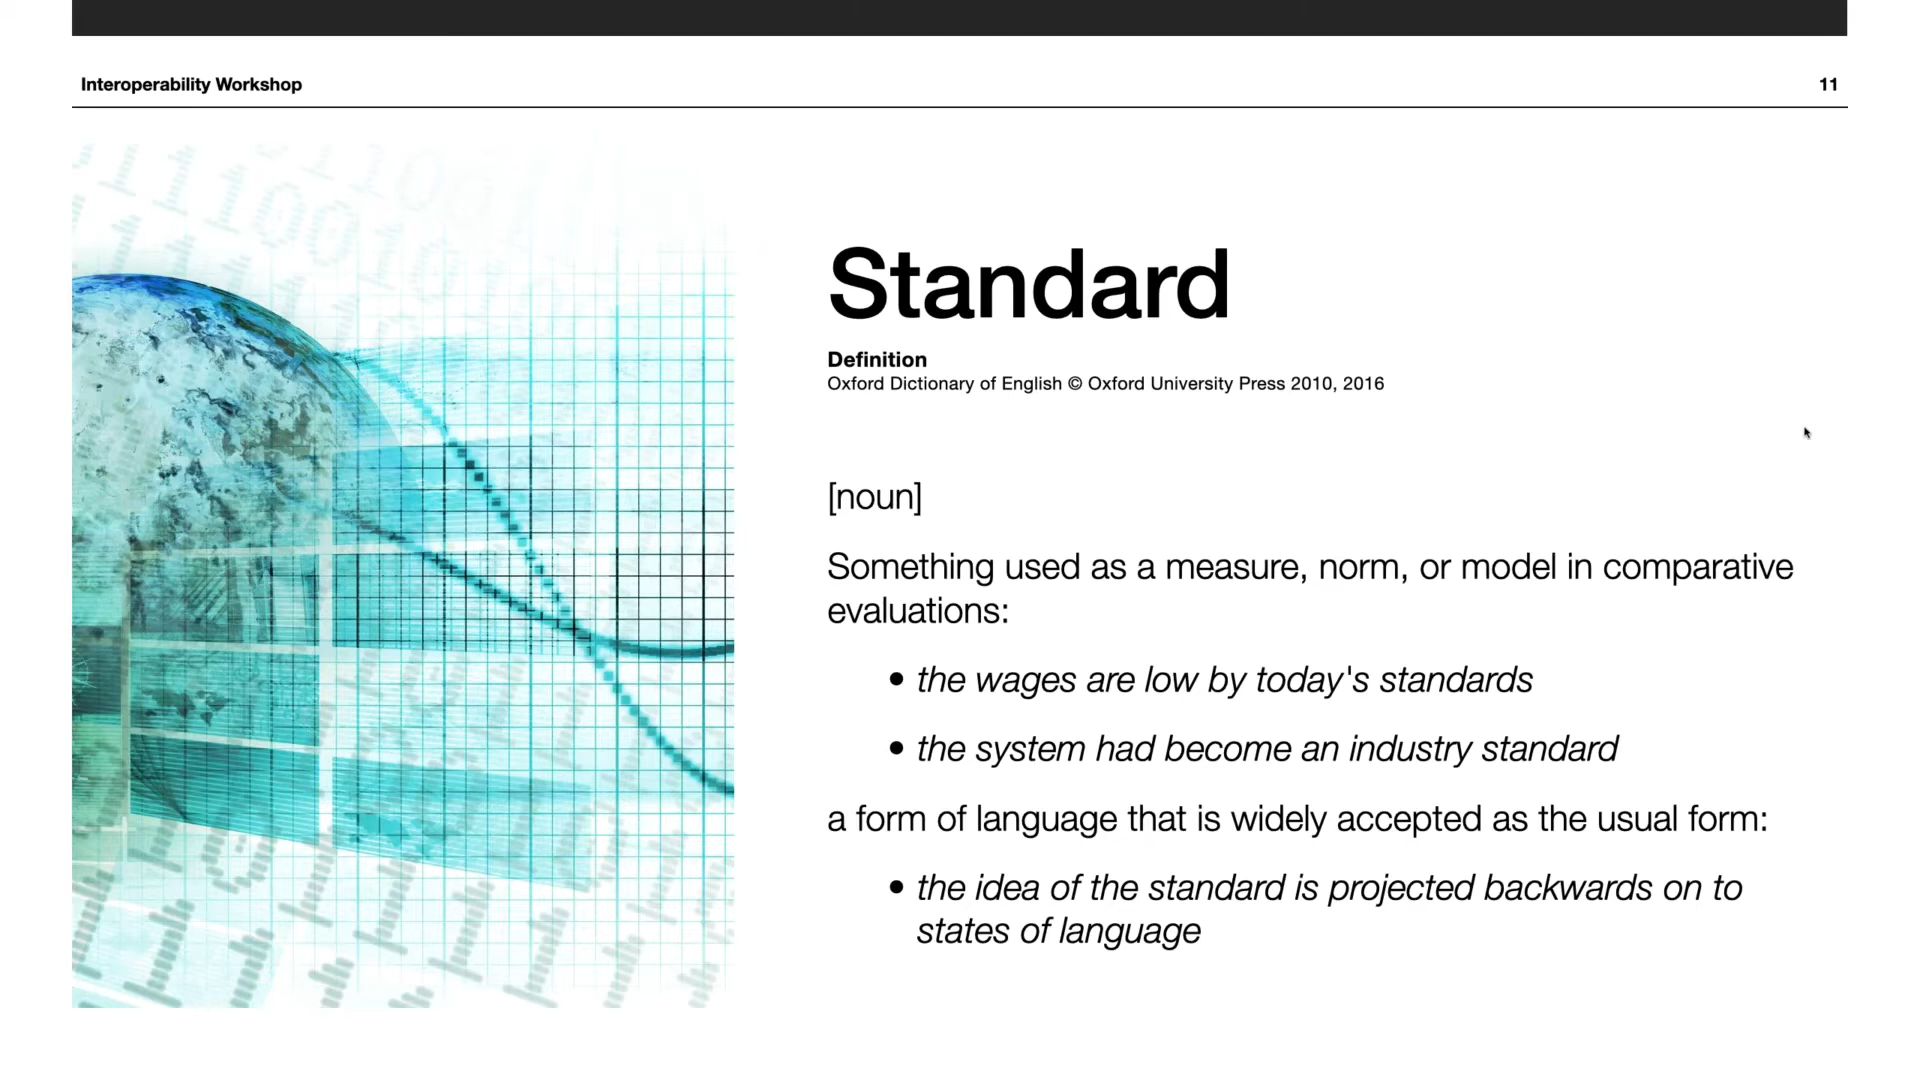 Interoperability Workshop
11
Standard
Definition
Oxford Dictionary of English © Oxford University Press 2010, 2016
[noun]
Something used as a measure, norm, or model in comparative
evaluations:
• the wages are low by today's standards
• the system had become an industry standard
a form of language that is widely accepted as the usual form:
• the idea of the standard is projected backwards on to
states of language